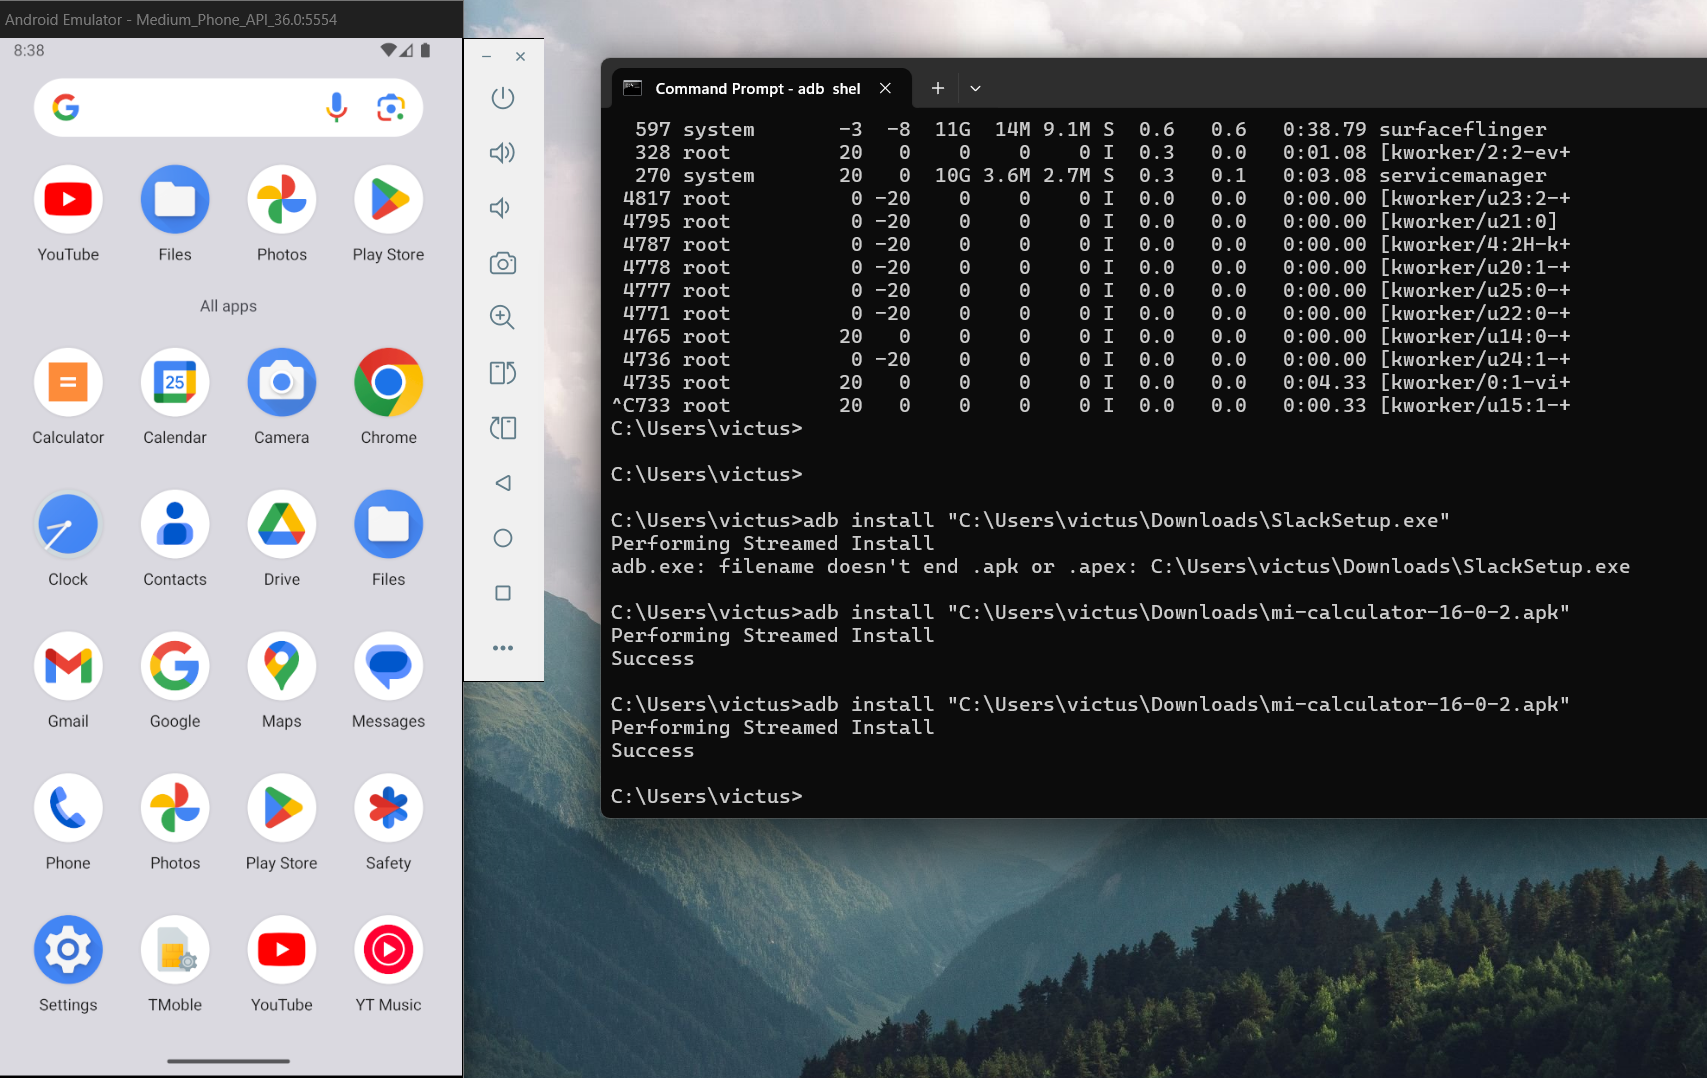 Android Emulator - Medium_Phone_API_36.0:5554
8:38
YouTube Files Photos Play Store
All apps
Calculator Calendar Camera Chrome
25
Clock Contacts Drive Files
Gmail Google Maps Messages
Phone Photos Play Store Safety
Settings TMoble YouTube YT Music
Command Prompt - adb shel
597 system -3 -8 11G 14M 9.1M S 0.6 0.6 0:38.79 surfaceflinger
328 root 20 0 0 0 0 I 0.3 0.0 0:01.08 [kworker/2:2-ev+
270 system 20 0 10G 3.6M 2.7M S 0.3 0.1 0:03.08 servicemanager
4817 root 0 -20 0 0 0 I 0.0 0.0 0:00.00 [kworker/u23:2-+
4795 root 0 -20 0 0 0 I 0.0 0.0 0:00.00 [kworker/u21:0]
4787 root 0 -20 0 0 0 I 0.0 0.0 0:00.00 [kworker/4:2H-k+
4778 root 0 -20 0 0 0 I 0.0 0.0 0:00.00 [kworker/u20:1-+
4777 root 0 -20 0 0 0 I 0.0 0.0 0:00.00 [kworker/u25:0-+
4771 root 0 -20 0 0 0 I 0.0 0.0 0:00.00 [kworker/u22:0-+
4765 root 20 0 0 0 0 I 0.0 0.0 0:00.00 [kworker/u14:0-+
4736 root 0 -20 0 0 0 I 0.0 0.0 0:00.00 [kworker/u24:1-+
4735 root 20 0 0 0 0 I 0.0 0.0 0:04.33 [kworker/0:1-vi+
^C733 root 20 0 0 0 0 I 0.0 0.0 0:00.33 [kworker/u15:1-+
C:\Users\victus>
C:\Users\victus>
C:\Users\victus>adb install "C:\Users\victus\Downloads\SlackSetup.exe"
Performing Streamed Install
adb.exe: filename doesn't end .apk or .apex: C:\Users\victus\Downloads\SlackSetup.exe
C:\Users\victus>adb install "C:\Users\victus\Downloads\mi-calculator-16-0-2.apk"
Performing Streamed Install
Success
C:\Users\victus>adb install "C:\Users\victus\Downloads\mi-calculator-16-0-2.apk"
Performing Streamed Install
Success
C:\Users\victus>